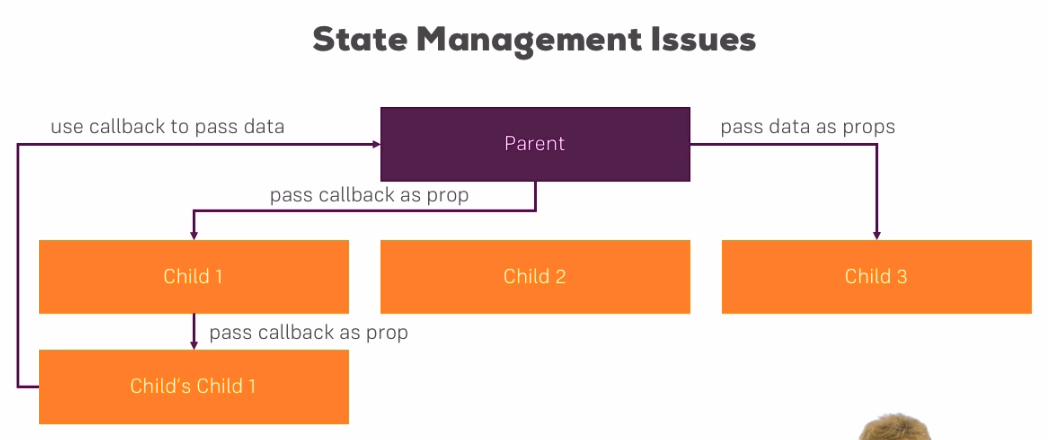 State Management Issues
use callback to pass data
Parent
pass data as props
pass callback as prop
Child 1
Child 2
Child 3
pass callback as prop
Child's Child 1